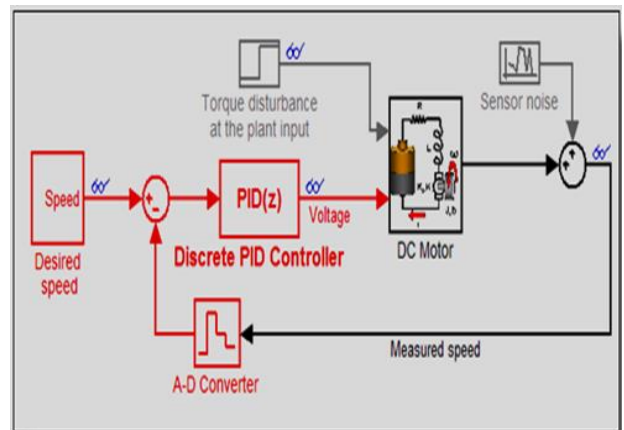 Torque disturbance
at the plant input
Sensor noise
Speed
+
−
PID(z)
Voltage
Desired
speed
Discrete PID Controller
DC Motor
+
+
Measured speed
A-D Converter